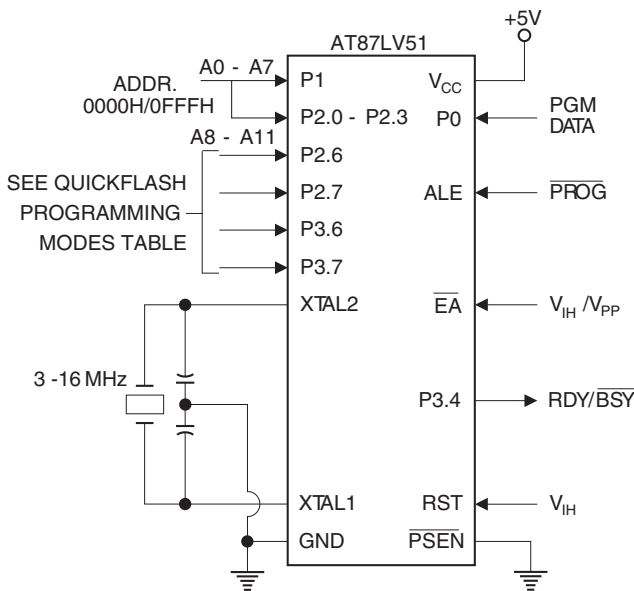 +5V
AT87LV51
A0 - A7
ADDR.
0000H/0FFFH
P1
VCC
P2.0 - P2.3
P0
PGM
DATA
A8 - A11
P2.6
SEE QUICKFLASH
PROGRAMMING
MODES TABLE
P2.7
ALE
PROG
P3.6
P3.7
XTAL2
EA
VIH /VPP
3 -16 MHz
P3.4
RDY/BSY
XTAL1
RST
VIH
GND
PSEN